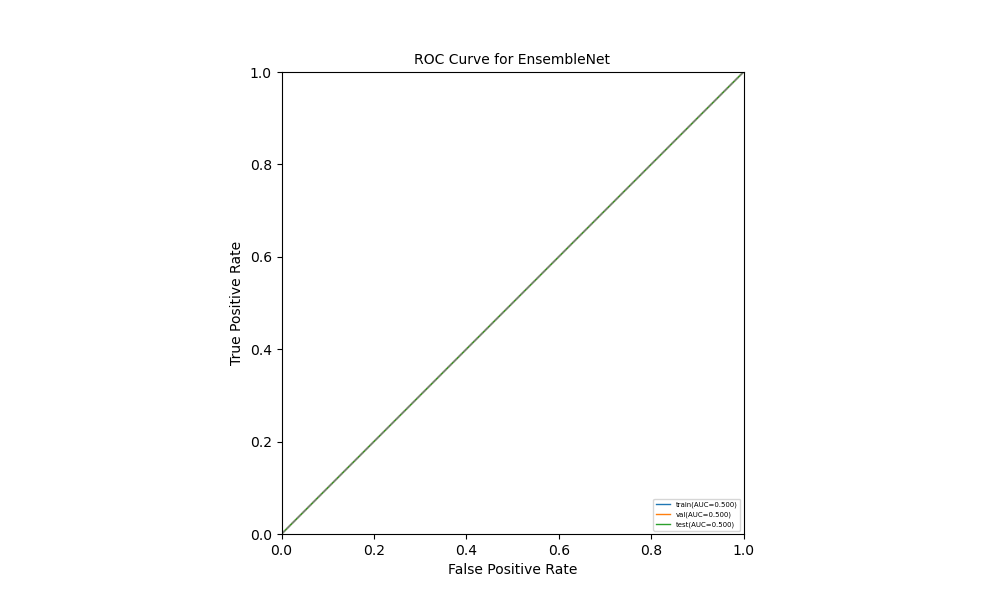 ROC Curve for EnsembleNet
1.0
0.8
0.6
0.4
0.2
0.0
True Positive Rate
train(AUC=0.500)
val(AUC=0.500)
test(AUC=0.500)
0.0 0.2 0.4 0.6 0.8 1.0
False Positive Rate